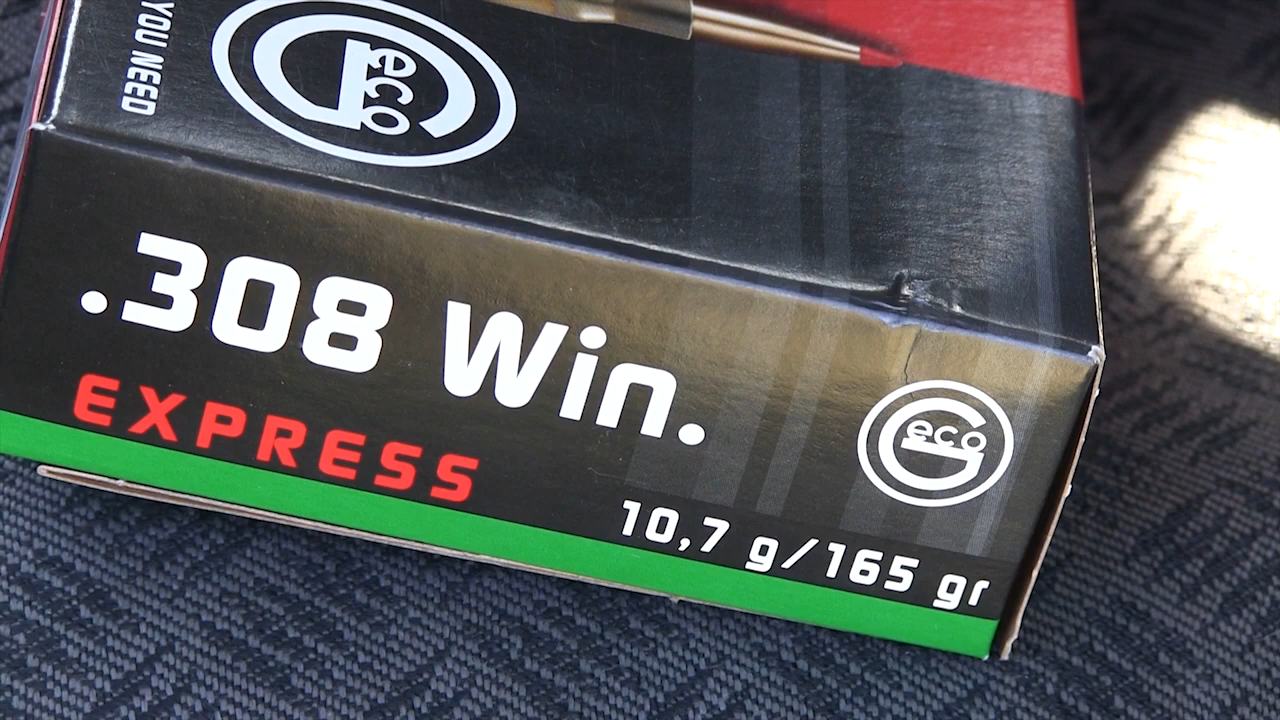 YOU NEED
Geco
.308 Win.
EXPRESS
Geco
10,7 g/165 gr